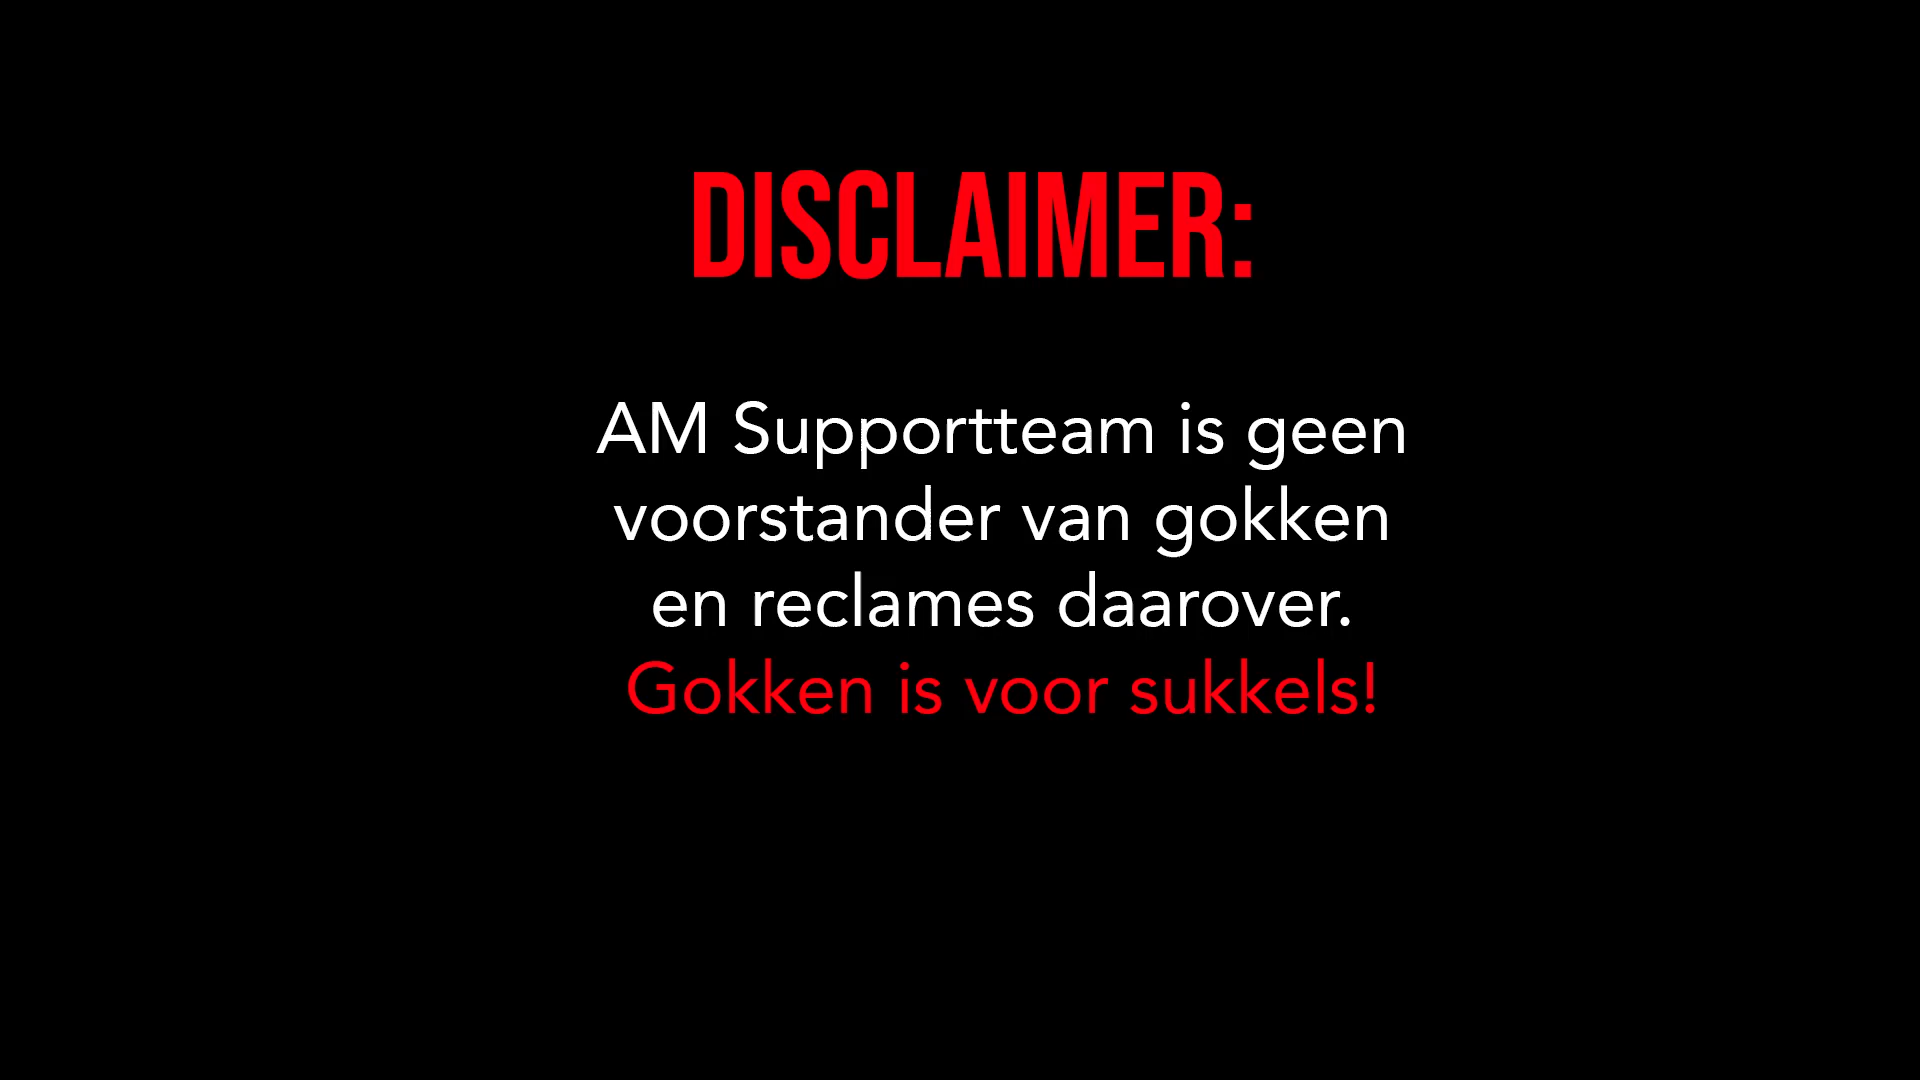 DISCLAIMER:
AM Supportteam is geen
voorstander van gokken
en reclames daarover.
Gokken is voor sukkels!